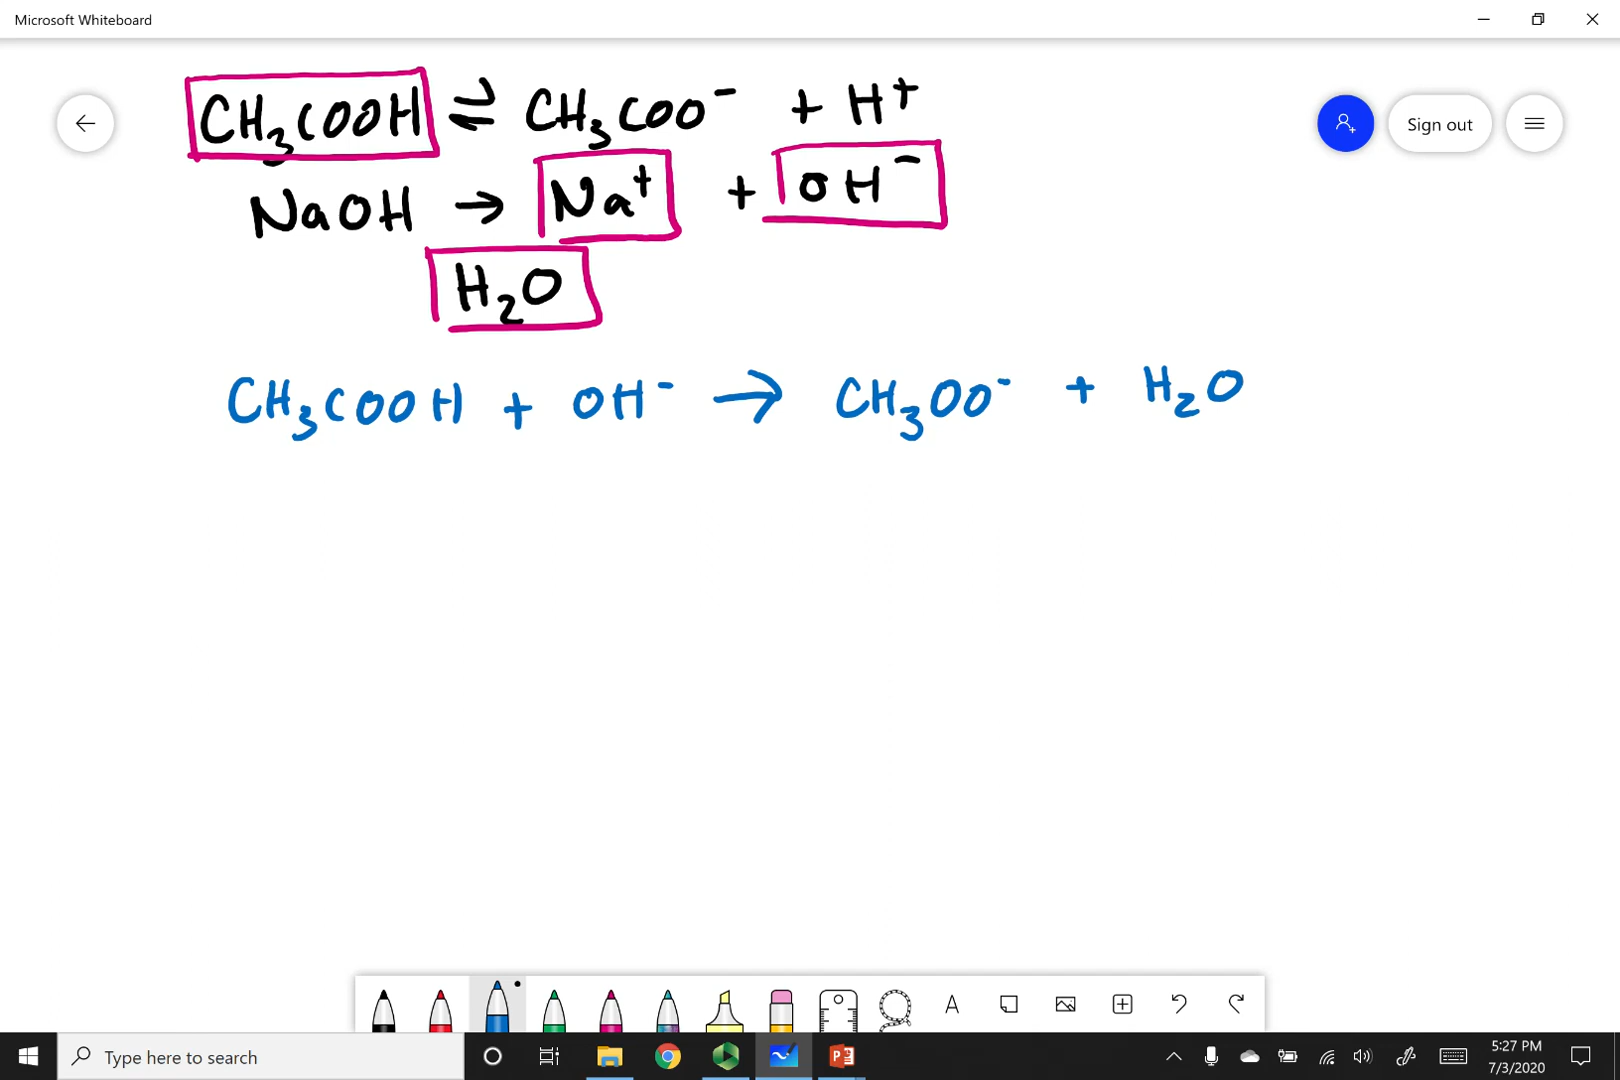 Microsoft Whiteboard
CH₃COOH ⇌ CH₃COO⁻ + H⁺
Sign out
NaOH → Na⁺ + OH⁻
H₂O
CH₃COOH + OH⁻ → CH₃OO⁻ + H₂O
A
Type here to search
5:27 PM
7/3/2020